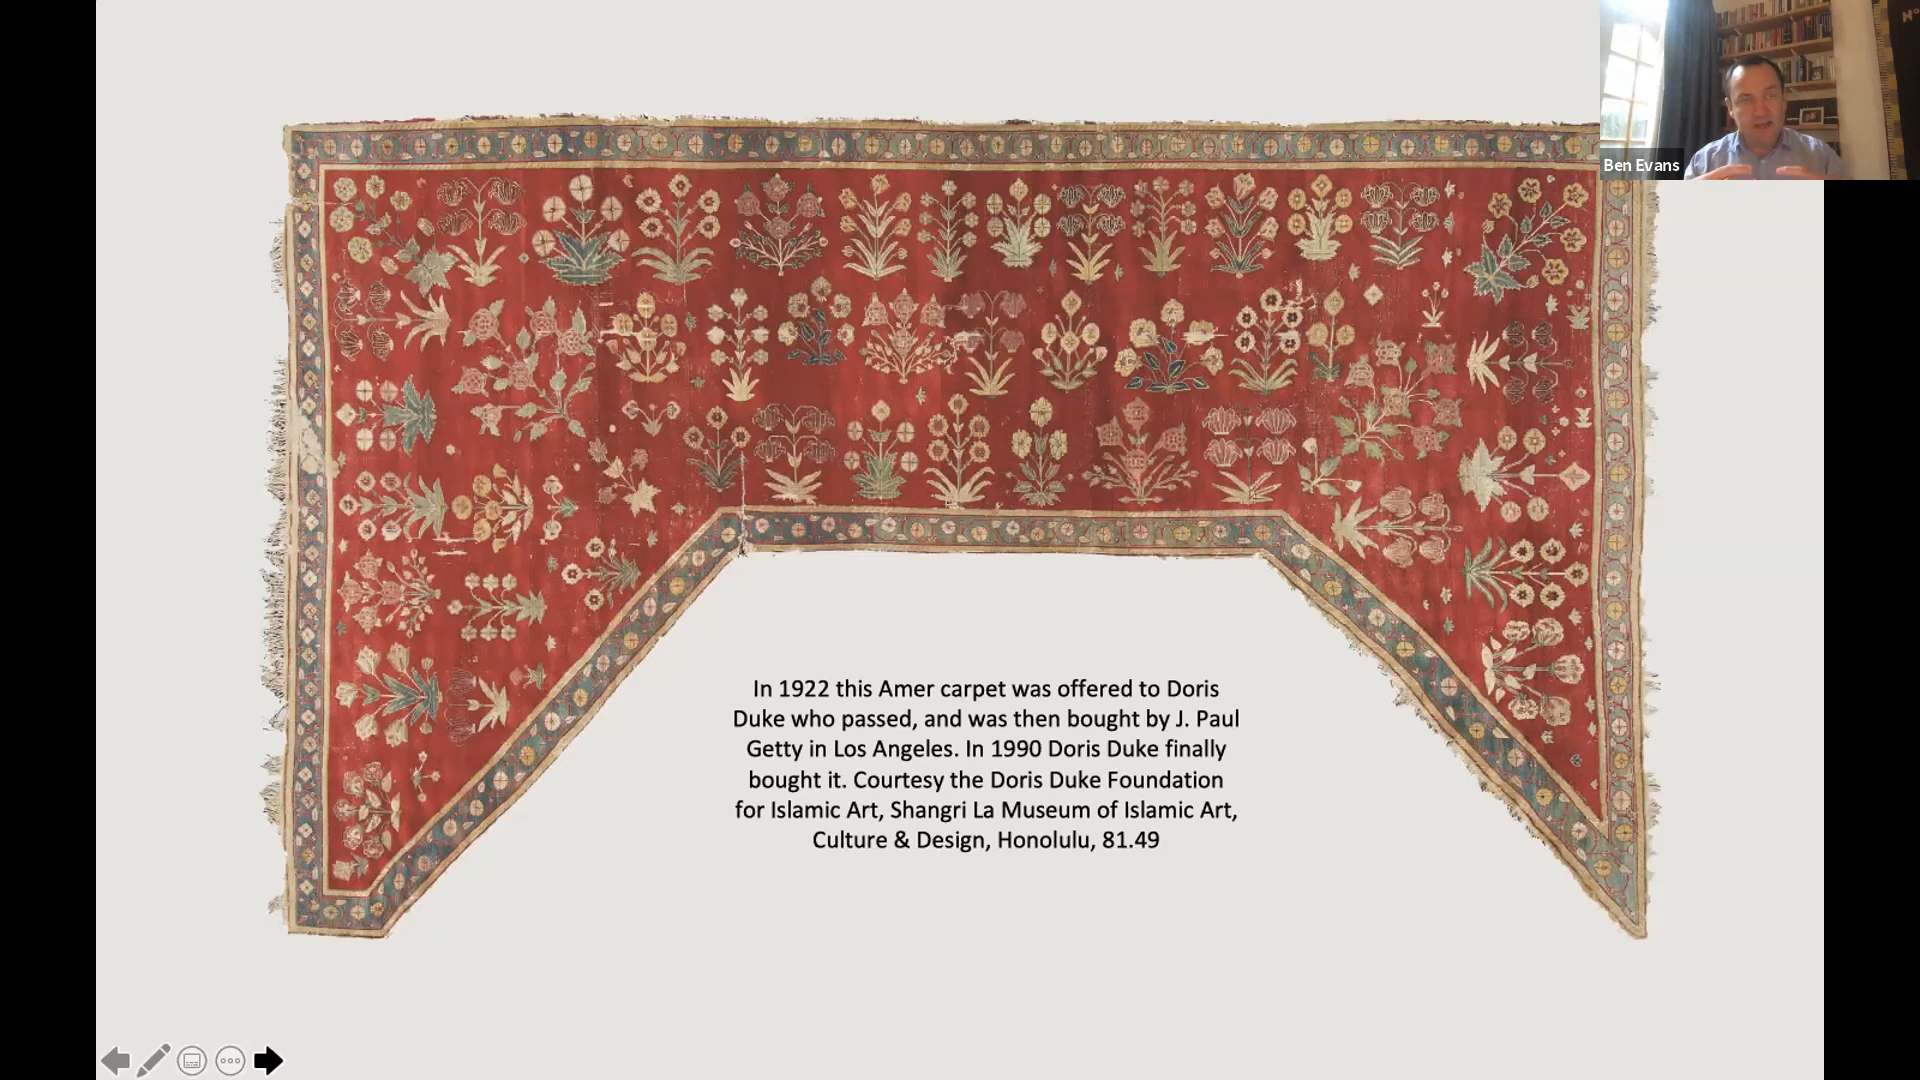 Ben Evans
In 1922 this Amer carpet was offered to Doris
Duke who passed, and was then bought by J. Paul
Getty in Los Angeles. In 1990 Doris Duke finally
bought it. Courtesy the Doris Duke Foundation
for Islamic Art, Shangri La Museum of Islamic Art,
Culture & Design, Honolulu, 81.49